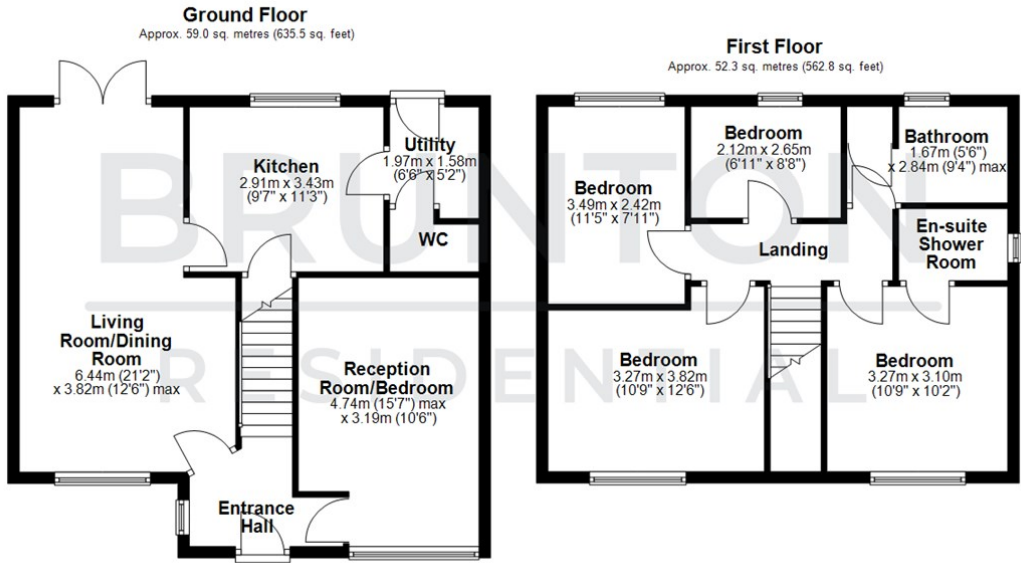 Ground Floor
Approx. 59.0 sq. metres (635.5 sq. feet)
Kitchen
2.91m x 3.43m
(9'7" x 11'3")
Utility
1.97m x 1.58m
(6'6" x 5'2")
WC
Living
Room/Dining
Room
6.44m (21'2")
x 3.82m (12'6") max
Reception
Room/Bedroom
4.74m (15'7") max
x 3.19m (10'6")
Entrance
Hall
First Floor
Approx. 52.3 sq. metres (562.8 sq. feet)
Bedroom
3.49m x 2.42m
(11'5" x 7'11")
Bedroom
2.12m x 2.65m
(6'11" x 8'8")
Bathroom
1.67m (5'6")
x 2.84m (9'4") max
Landing
En-suite
Shower
Room
Bedroom
3.27m x 3.82m
(10'9" x 12'6")
Bedroom
3.27m x 3.10m
(10'9" x 10'2")
BRUNTON
RESIDENTIAL